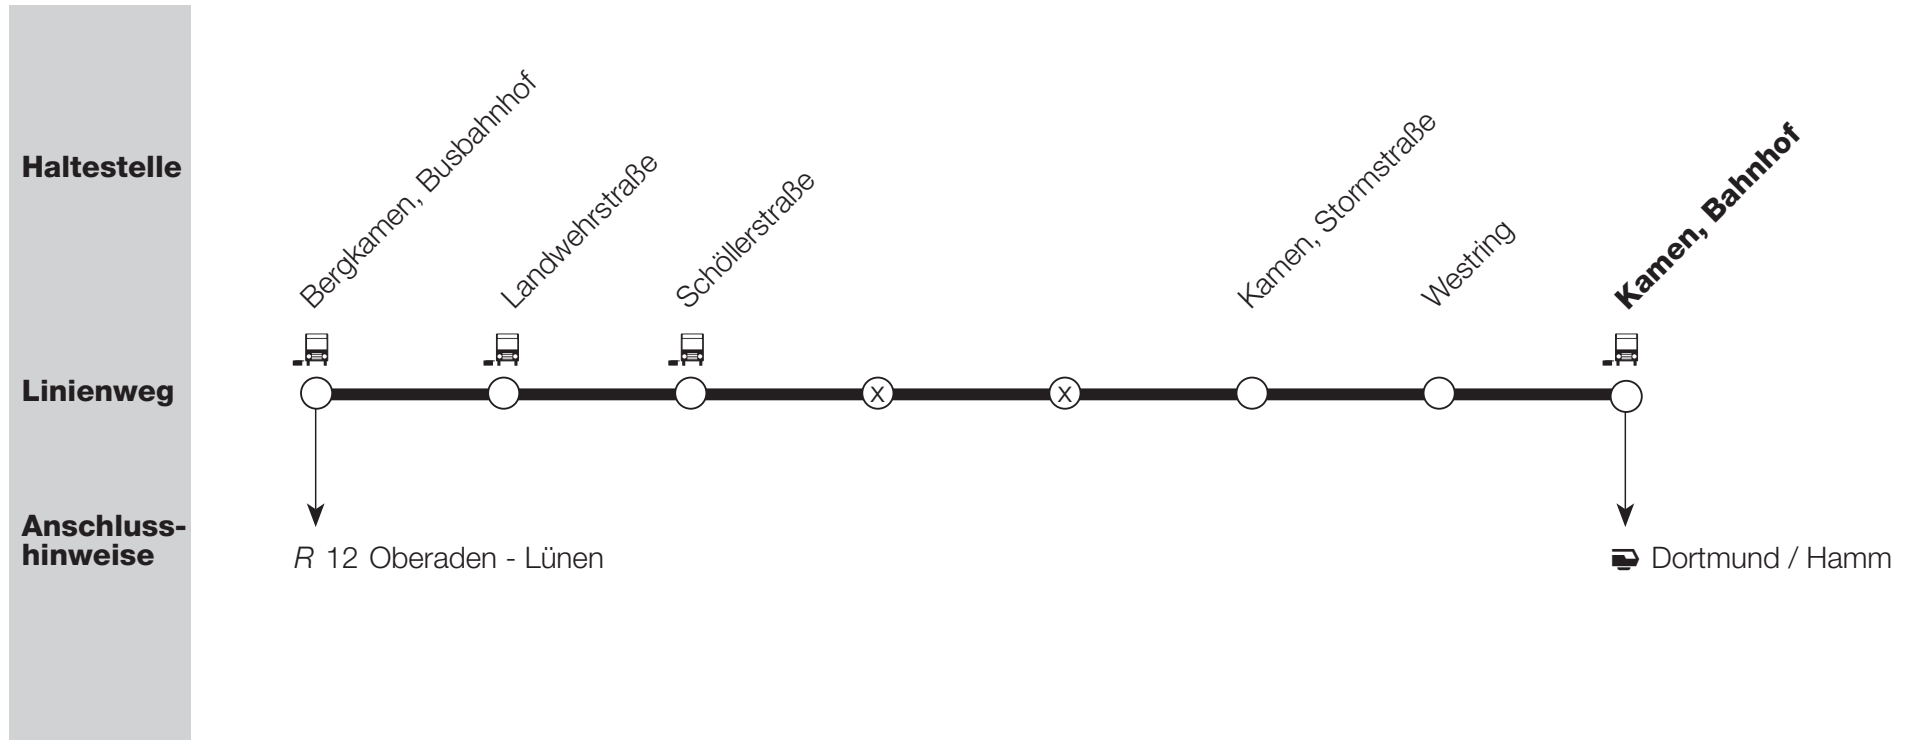 Haltestelle
Bergkamen, Busbahnhof
Landwehrstraße
Schöllerstraße
Kamen, Stormstraße
Westring
Kamen, Bahnhof
Linienweg
X
X
Anschluss-
hinweise
R 12 Oberaden - Lünen
Dortmund / Hamm